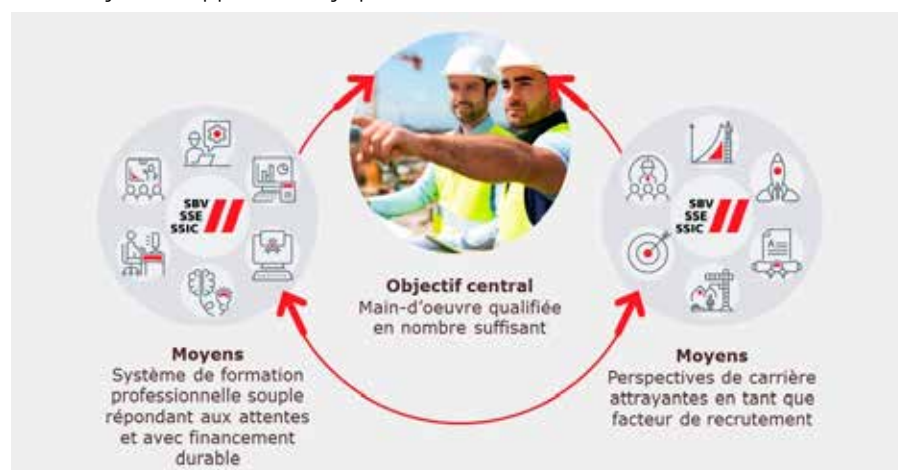 SBV
SSE
SSIC
SBV
SSE
SSIC
Objectif central
Main-d'oeuvre qualifiée
en nombre suffisant
Moyens
Système de formation
professionnelle souple
répondant aux attentes
et avec financement
durable
Moyens
Perspectives de carrière
attrayantes en tant que
facteur de recrutement